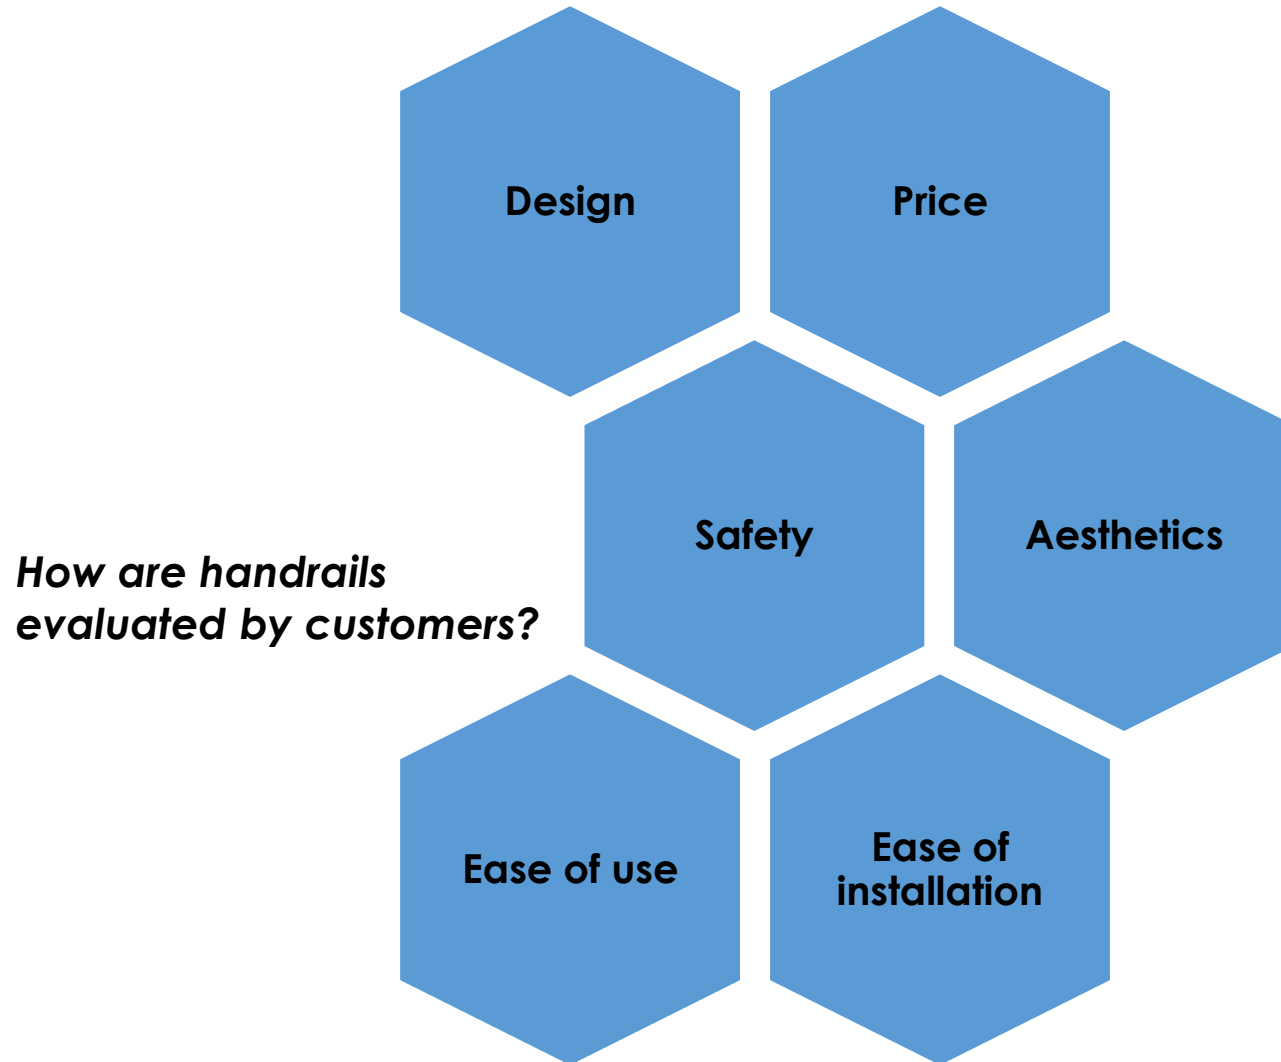 Design
Price
Safety
Aesthetics
How are handrails
evaluated by customers?
Ease of use
Ease of
installation